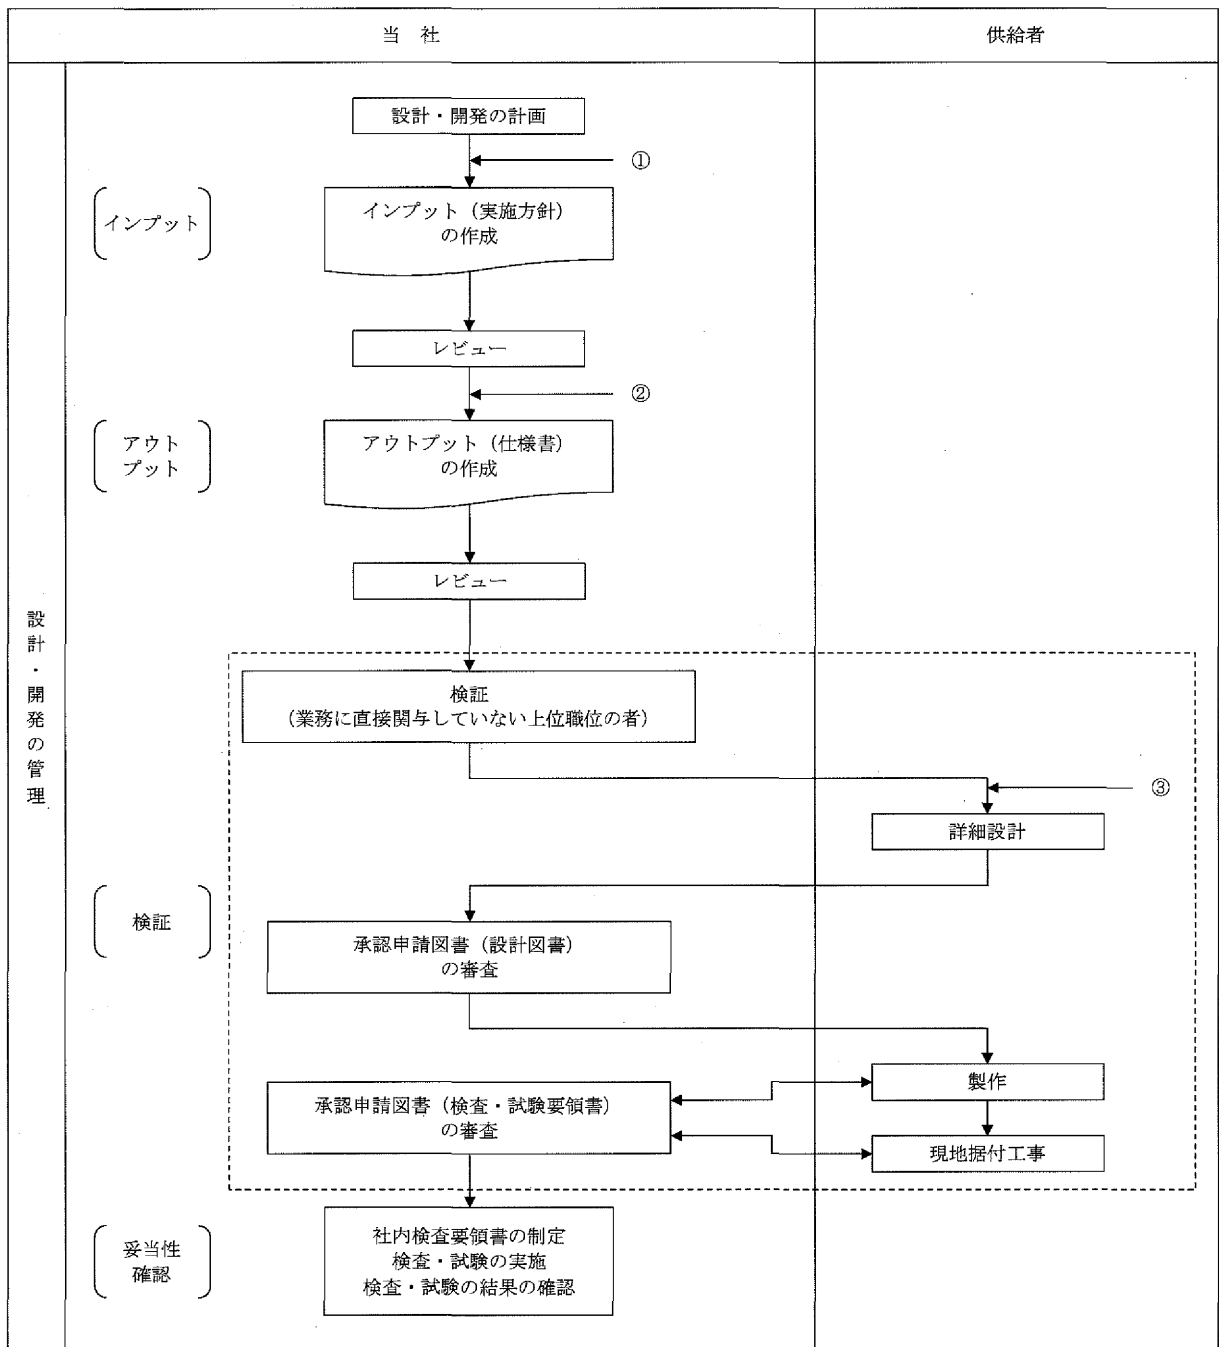 当 社
供給者
設計・開発の計画
①
インプット
インプット（実施方針）
の作成
レビュー
②
アウト
プット
アウトプット（仕様書）
の作成
レビュー
設計・開発の管理
検証
（業務に直接関与していない上位職位の者）
③
詳細設計
検証
承認申請図書（設計図書）
の審査
製作
承認申請図書（検査・試験要領書）
の審査
現地据付工事
妥当性
確認
社内検査要領書の制定
検査・試験の実施
検査・試験の結果の確認